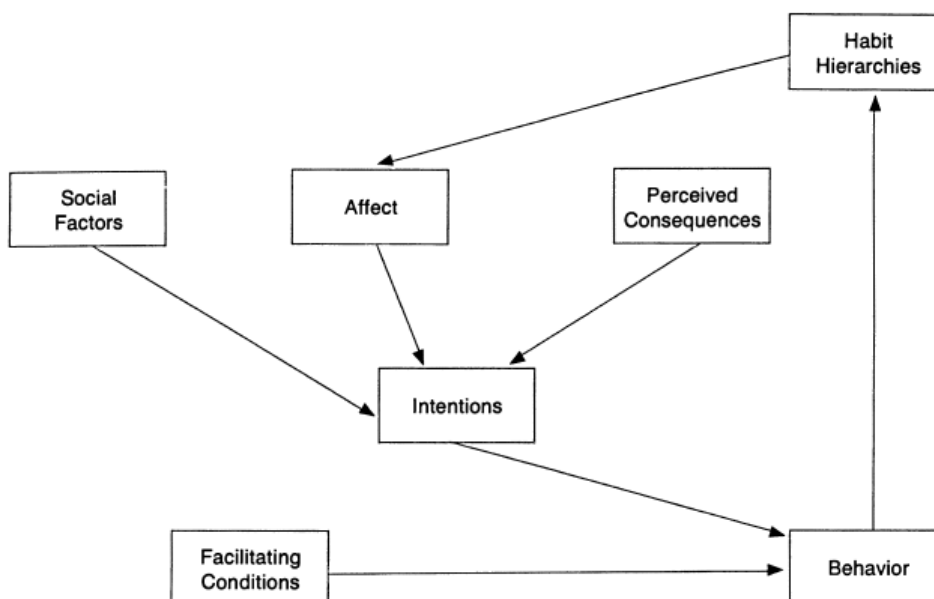 Habit
Hierarchies
Social
Factors
Affect
Perceived
Consequences
Intentions
Facilitating
Conditions
Behavior